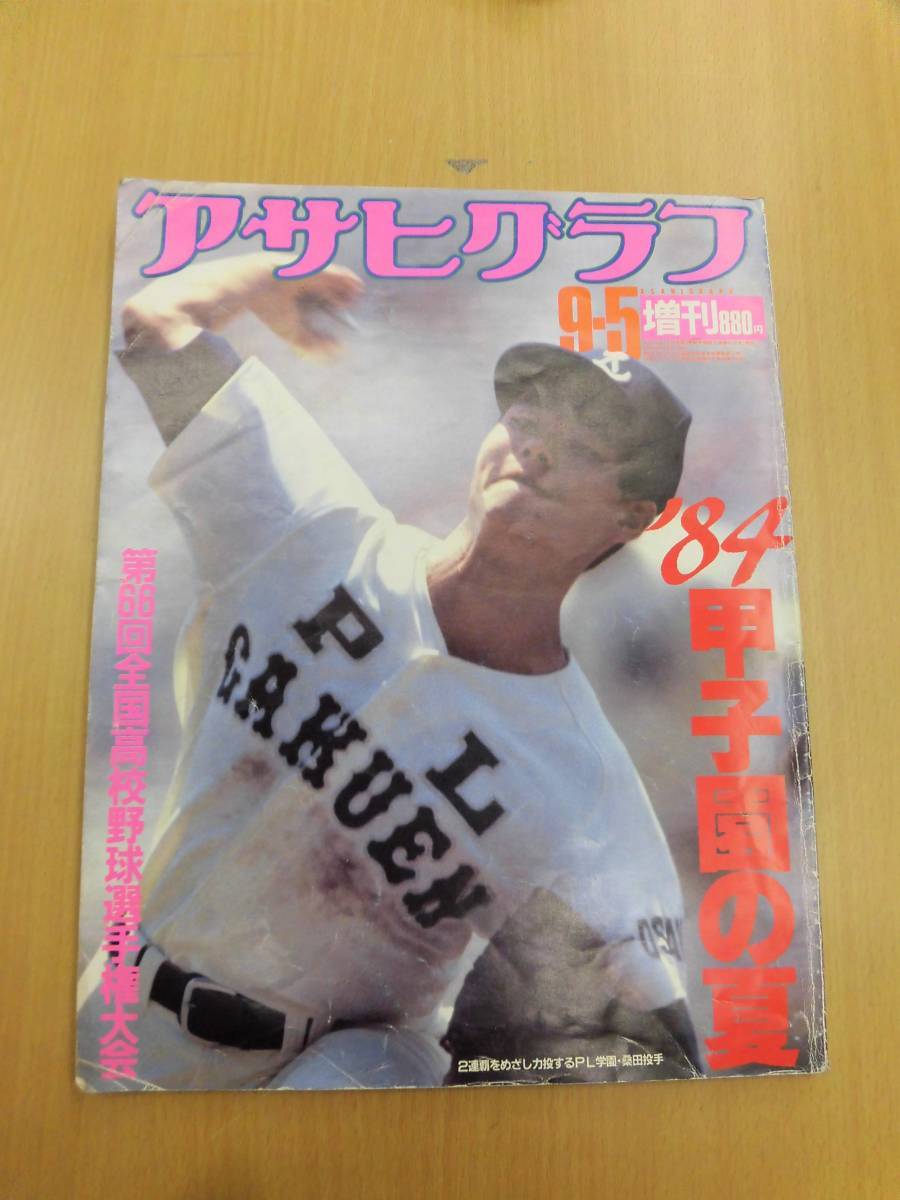 アサヒグラフ
ASAHIGRAPH
9-5
増刊880円
'84
甲子園の夏
第66回全国高校野球選手権大会
PL
GAKUEN
OSA
2連覇をめざし力投するPL学園・桑田投手